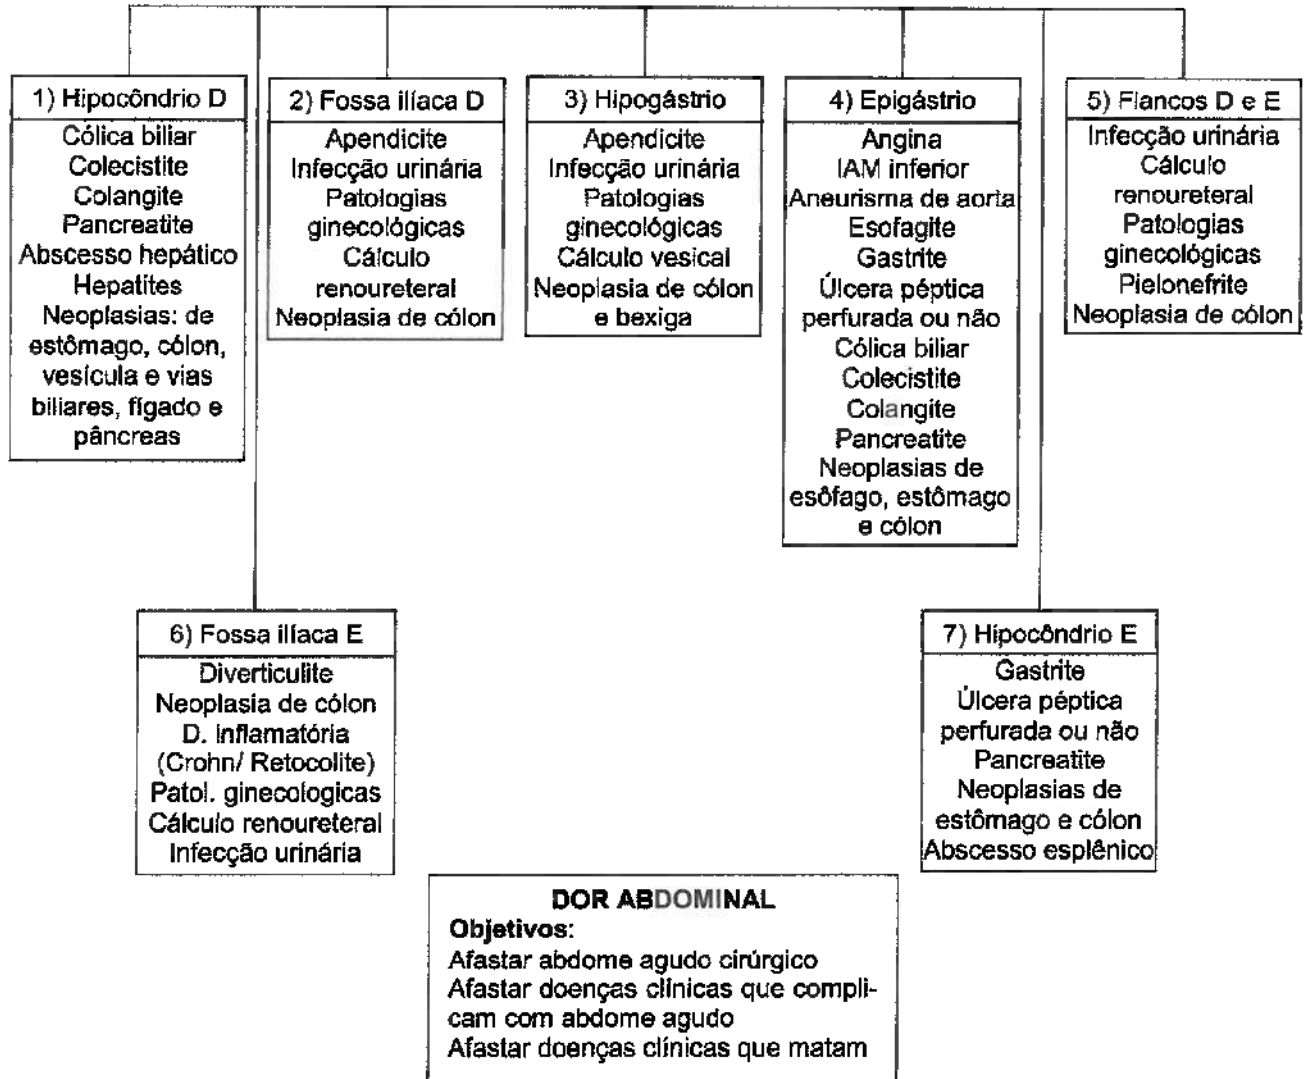 1) Hipocôndrio D
Cólica biliar
Colecistite
Colangite
Pancreatite
Abscesso hepático
Hepatites
Neoplasias: de
estômago, cólon,
vesícula e vias
biliares, fígado e
pâncreas
2) Fossa ilíaca D
Apendicite
Infecção urinária
Patologias
ginecológicas
Cálculo
renoureteral
Neoplasia de cólon
3) Hipogástrio
Apendicite
Infecção urinária
Patologias
ginecológicas
Cálculo vesical
Neoplasia de cólon
e bexiga
4) Epigástrio
Angina
IAM inferior
Aneurisma de aorta
Esofagite
Gastrite
Úlcera péptica
perfurada ou não
Cólica biliar
Colecistite
Colangite
Pancreatite
Neoplasias de
esôfago, estômago
e cólon
5) Flancos D e E
Infecção urinária
Cálculo
renoureteral
Patologias
ginecológicas
Pielonefrite
Neoplasia de cólon
6) Fossa ilíaca E
Diverticulite
Neoplasia de cólon
D. Inflamatória
(Crohn/ Retocolite)
Patol. ginecologicas
Cálculo renoureteral
Infecção urinária
7) Hipocôndrio E
Gastrite
Úlcera péptica
perfurada ou não
Pancreatite
Neoplasias de
estômago e cólon
Abscesso esplênico
DOR ABDOMINAL
Objetivos:
Afastar abdome agudo cirúrgico
Afastar doenças clínicas que compli-
cam com abdome agudo
Afastar doenças clínicas que matam